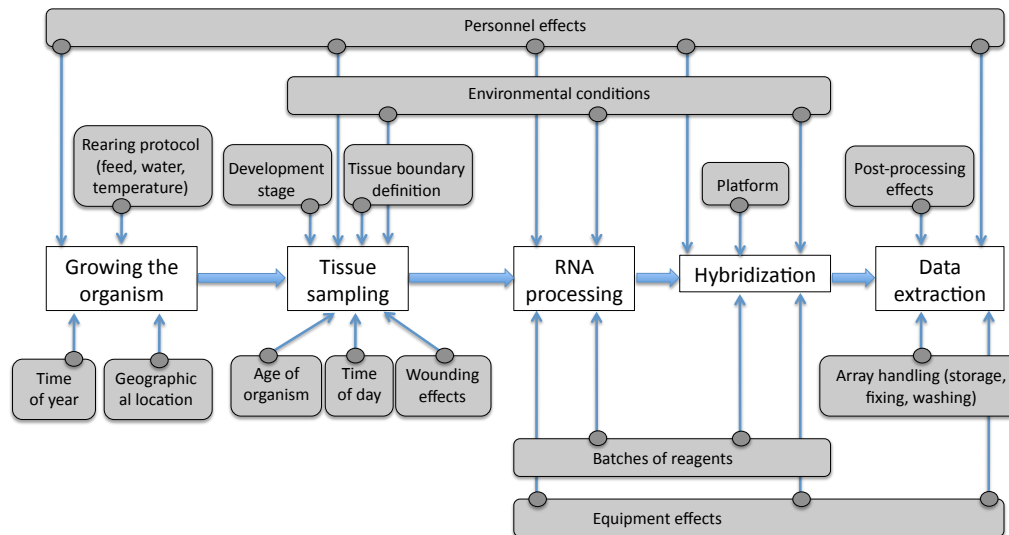 Personnel effects
Environmental conditions
Rearing protocol
(feed, water,
temperature)
Development
stage
Tissue boundary
definition
Platform
Post-processing
effects
Growing the
organism
Tissue
sampling
RNA
processing
Hybridization
Data
extraction
Time
of year
Geographic
al location
Age of
organism
Time
of day
Wounding
effects
Array handling (storage,
fixing, washing)
Batches of reagents
Equipment effects